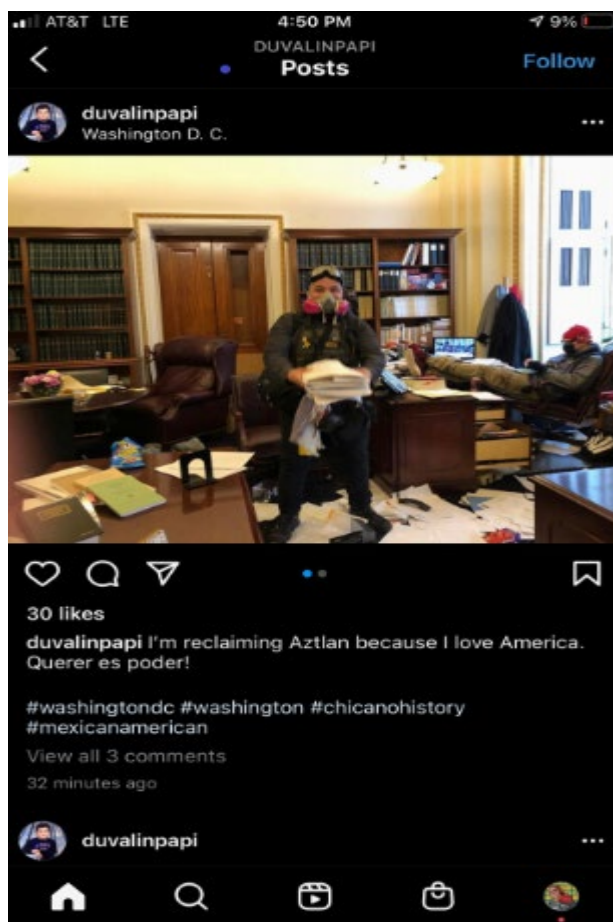 AT&T LTE 4:50 PM 9%
DUVALINPAPI
Posts
Follow
duvalinpapi
Washington D. C.
30 likes
duvalinpapi I'm reclaiming Aztlan because I love America.
Querer es poder!
#washingtondc #washington #chicanohistory
#mexicanamerican
View all 3 comments
32 minutes ago
duvalinpapi